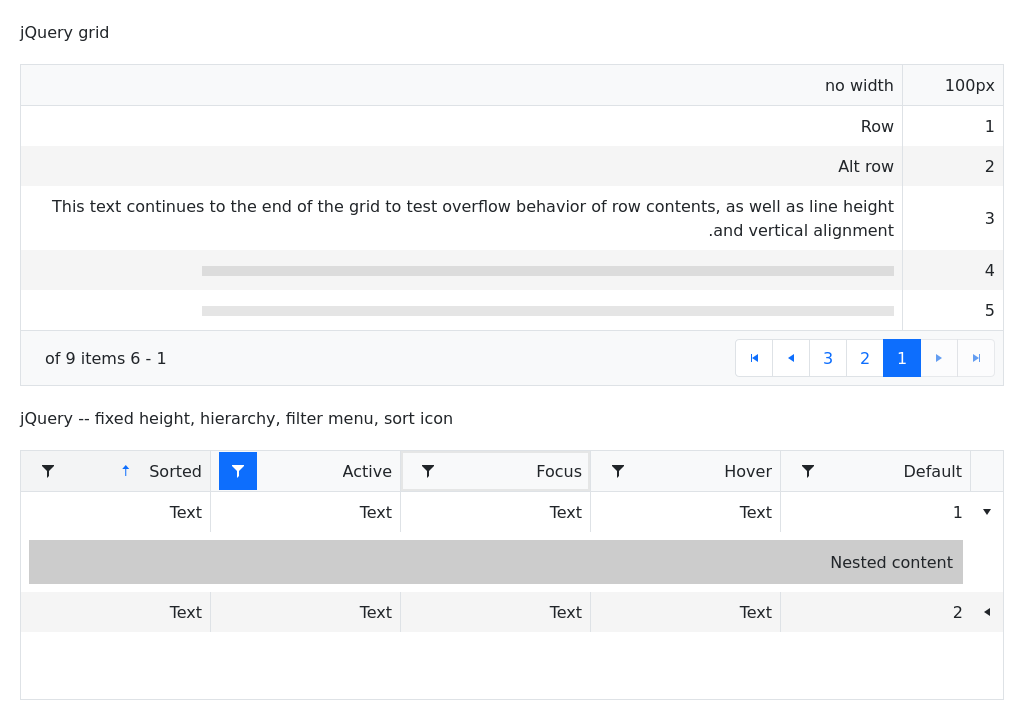 jQuery grid
100px no width
1 Row
2 Alt row
3 This text continues to the end of the grid to test overflow behavior of row contents, as well as line height
.and vertical alignment
4
5
1 2 3 of 9 items 6 - 1
jQuery -- fixed height, hierarchy, filter menu, sort icon
Default Hover Focus Active Sorted
1 Text Text Text Text
Nested content
2 Text Text Text Text